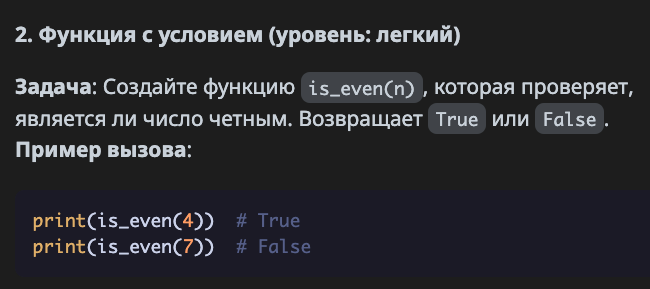 2. Функция с условием (уровень: легкий)
Задача: Создайте функцию is_even(n), которая проверяет,
является ли число четным. Возвращает True или False.
Пример вызова:
print(is_even(4))  # True
print(is_even(7))  # False